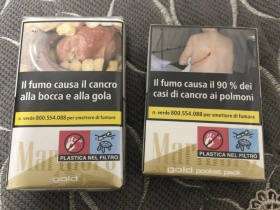 Il fumo causa il cancro
alla bocca e alla gola
n. verde 800.554.088 per smettere di fumare
PLASTICA NEL FILTRO
Marlboro
gold
Il fumo causa il 90 % dei
casi di cancro ai polmoni
n. verde 800.554.088 per smettere di fumare
PLASTICA NEL FILTRO
Marlboro
gold pocket pack